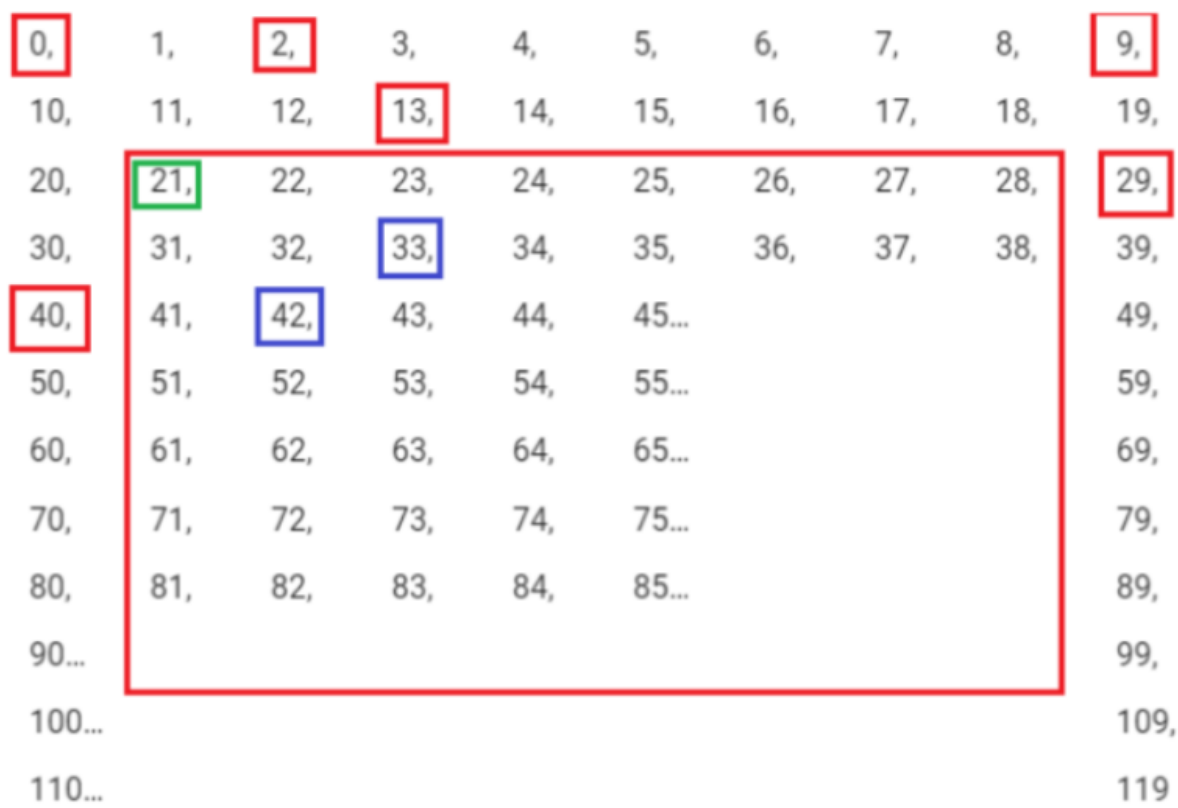 0, 1, 2, 3, 4, 5, 6, 7, 8, 9,
10, 11, 12, 13, 14, 15, 16, 17, 18, 19,
20, 21, 22, 23, 24, 25, 26, 27, 28, 29,
30, 31, 32, 33, 34, 35, 36, 37, 38, 39,
40, 41, 42, 43, 44, 45... 49,
50, 51, 52, 53, 54, 55... 59,
60, 61, 62, 63, 64, 65... 69,
70, 71, 72, 73, 74, 75... 79,
80, 81, 82, 83, 84, 85... 89,
90... 99,
100... 109,
110... 119